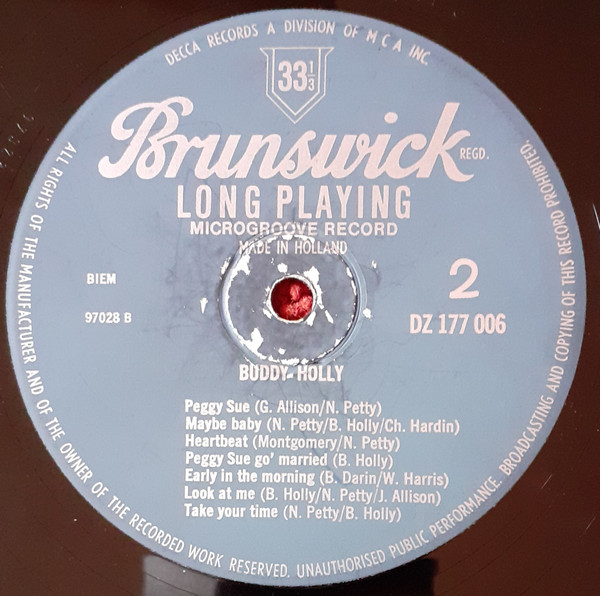 DECCA RECORDS A DIVISION OF M C A INC.
33 1/3
Brunswick REGD.
LONG PLAYING
MICROGROOVE RECORD
MADE IN HOLLAND
BIEM
2
97028 B
DZ 177 006
BUDDY HOLLY
Peggy Sue (G. Allison/N. Petty)
Maybe baby (N. Petty/B. Holly/Ch. Hardin)
Heartbeat (Montgomery/N. Petty)
Peggy Sue go' married (B. Holly)
Early in the morning (B. Darin/W. Harris)
Look at me (B. Holly/N. Petty/J. Allison)
Take your time (N. Petty/B. Holly)
ALL RIGHTS OF THE MANUFACTURER AND OF THE OWNER OF THE RECORDED WORK RESERVED. UNAUTHORISED PUBLIC PERFORMANCE, BROADCASTING AND COPYING OF THIS RECORD PROHIBITED.